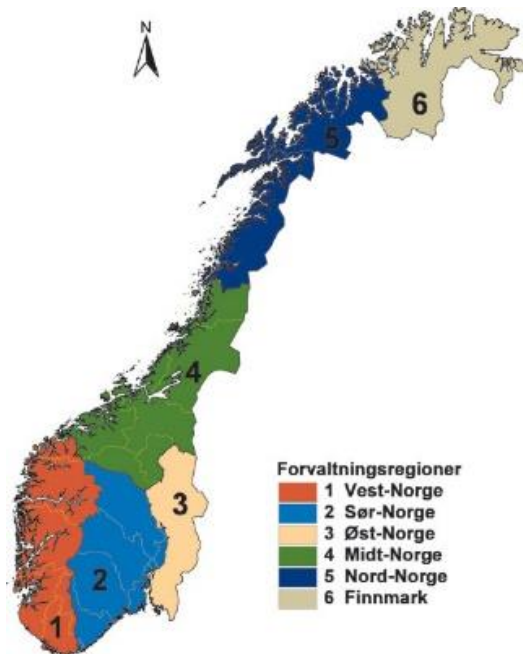 N
6
5
4
3
2
1
Forvaltningsregioner
1 Vest-Norge
2 Sør-Norge
3 Øst-Norge
4 Midt-Norge
5 Nord-Norge
6 Finnmark